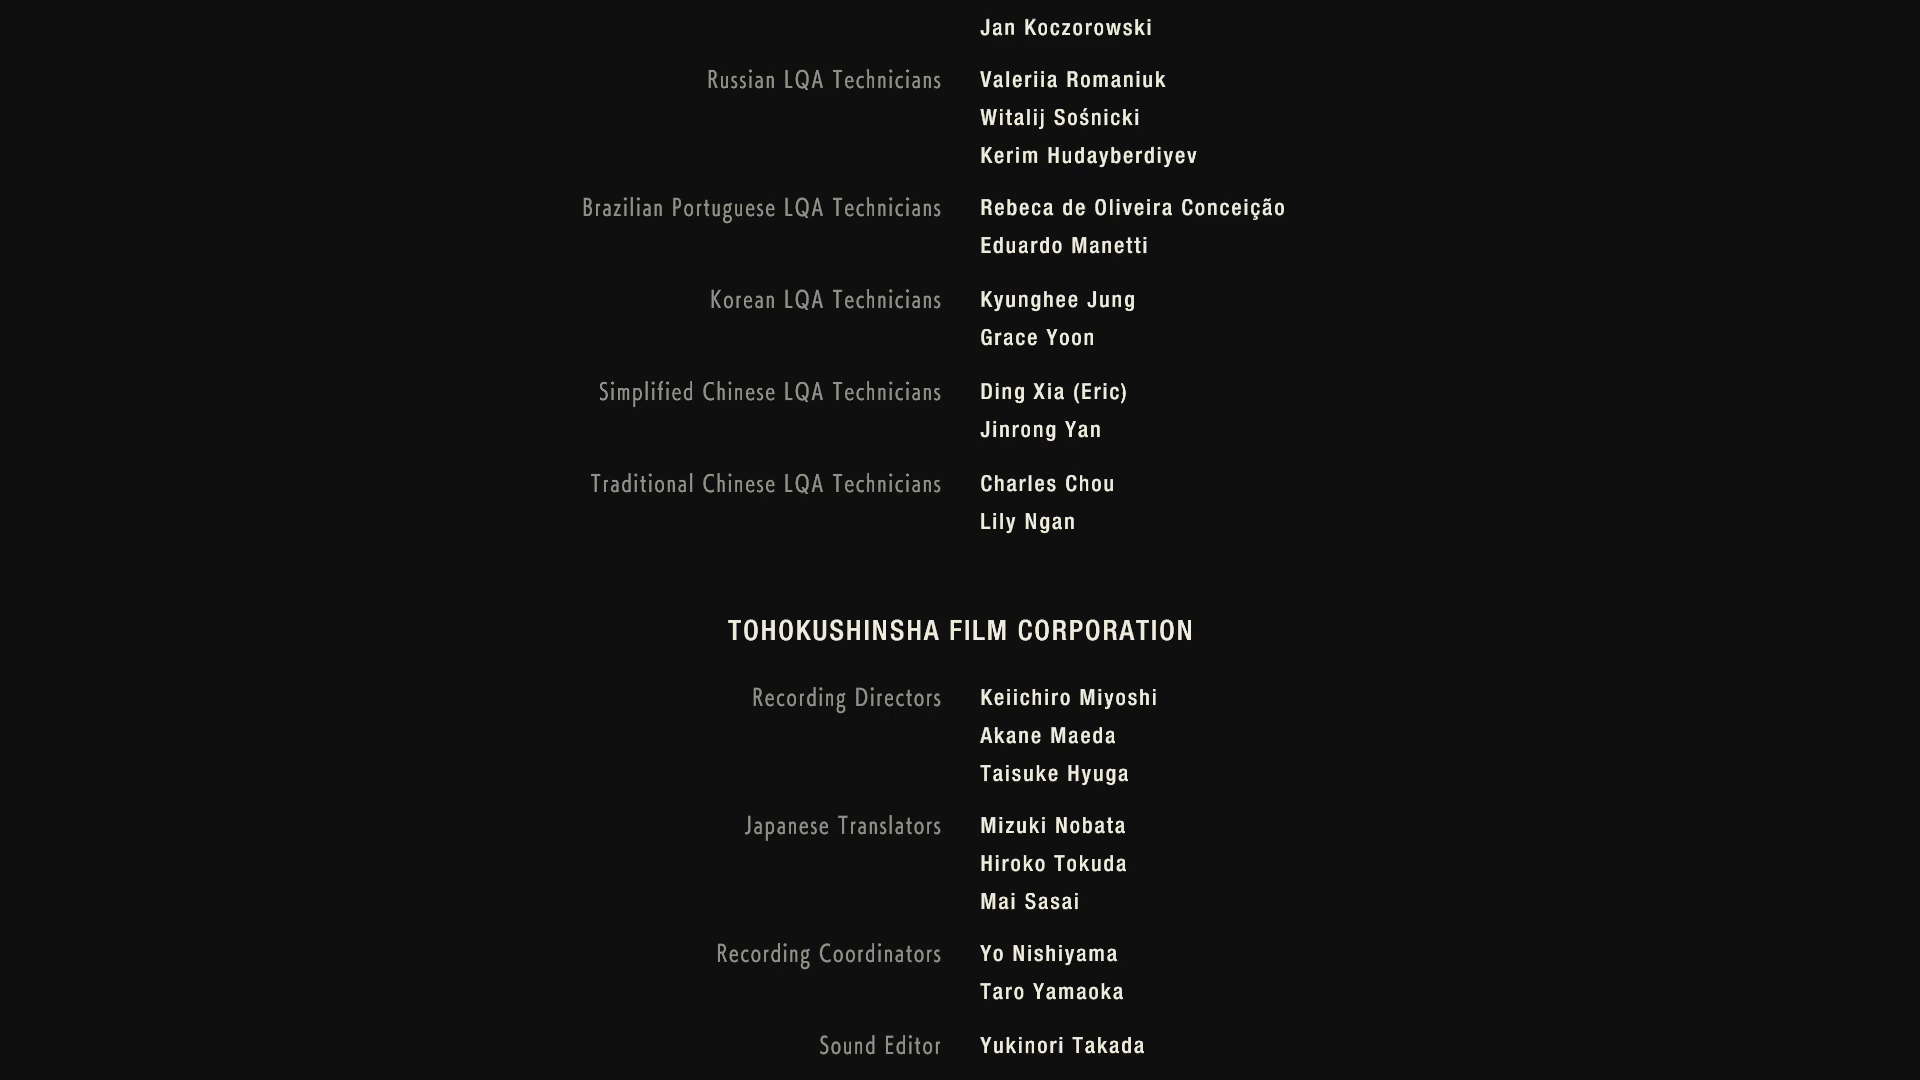 Jan Koczorowski
Russian LQA Technicians Valeriia Romaniuk
Witalij Sośnicki
Kerim Hudayberdiyev
Brazilian Portuguese LQA Technicians Rebeca de Oliveira Conceição
Eduardo Manetti
Korean LQA Technicians Kyunghee Jung
Grace Yoon
Simplified Chinese LQA Technicians Ding Xia (Eric)
Jinrong Yan
Traditional Chinese LQA Technicians Charles Chou
Lily Ngan
TOHOKUSHINSHA FILM CORPORATION
Recording Directors Keiichiro Miyoshi
Akane Maeda
Taisuke Hyuga
Japanese Translators Mizuki Nobata
Hiroko Tokuda
Mai Sasai
Recording Coordinators Yo Nishiyama
Taro Yamaoka
Sound Editor Yukinori Takada